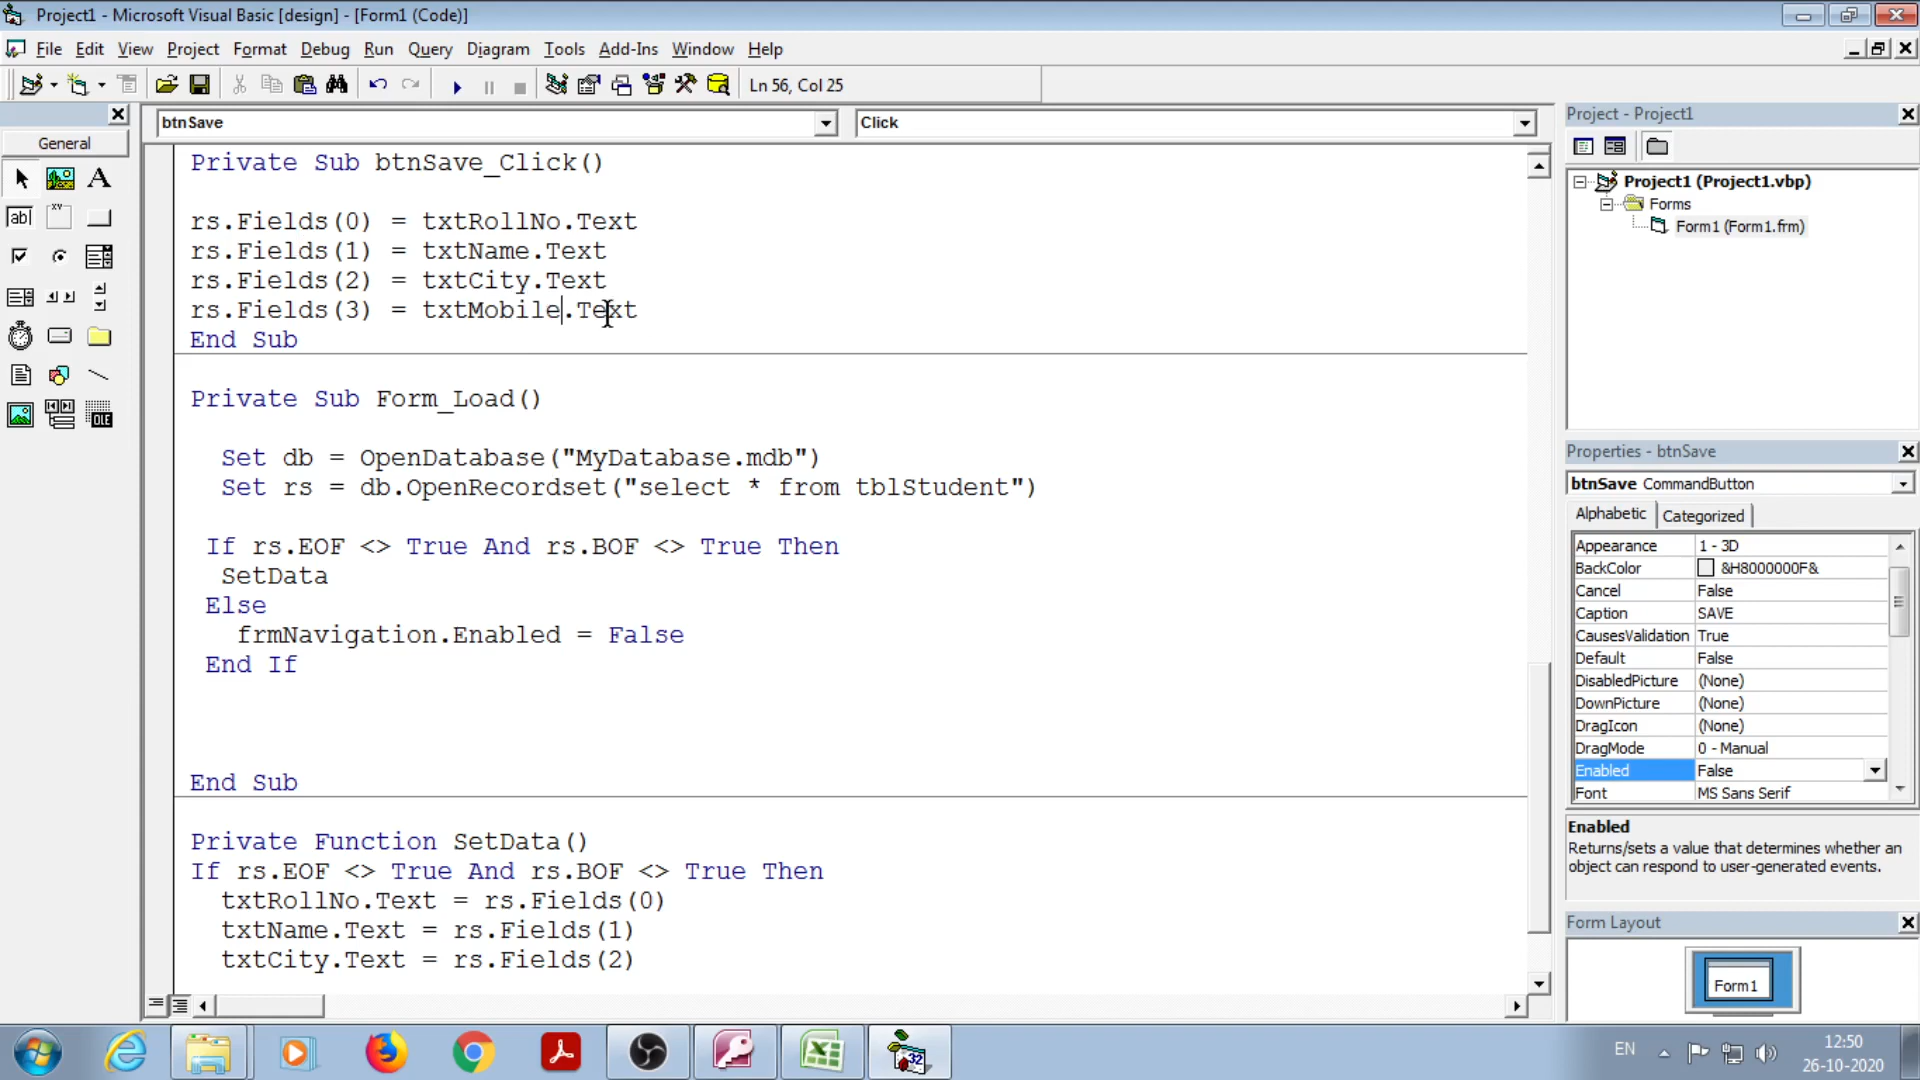 Project1 - Microsoft Visual Basic [design] - [Form1 (Code)]
File Edit View Project Format Debug Run Query Diagram Tools Add-Ins Window Help
Ln 56, Col 25
General
btnSave
Click
Private Sub btnSave_Click()
rs.Fields(0) = txtRollNo.Text
rs.Fields(1) = txtName.Text
rs.Fields(2) = txtCity.Text
rs.Fields(3) = txtMobile.Text
End Sub
Private Sub Form_Load()
Set db = OpenDatabase("MyDatabase.mdb")
Set rs = db.OpenRecordset("select * from tblStudent")
If rs.EOF <> True And rs.BOF <> True Then
SetData
Else
frmNavigation.Enabled = False
End If
End Sub
Private Function SetData()
If rs.EOF <> True And rs.BOF <> True Then
txtRollNo.Text = rs.Fields(0)
txtName.Text = rs.Fields(1)
txtCity.Text = rs.Fields(2)
Project - Project1
Project1 (Project1.vbp)
Forms
Form1 (Form1.frm)
Properties - btnSave
btnSave CommandButton
Alphabetic Categorized
Appearance 1 - 3D
BackColor &H8000000F&
Cancel False
Caption SAVE
CausesValidation True
Default False
DisabledPicture (None)
DownPicture (None)
DragIcon (None)
DragMode 0 - Manual
Enabled False
Font MS Sans Serif
Enabled
Returns/sets a value that determines whether an
object can respond to user-generated events.
Form Layout
Form1
EN
12:50
26-10-2020